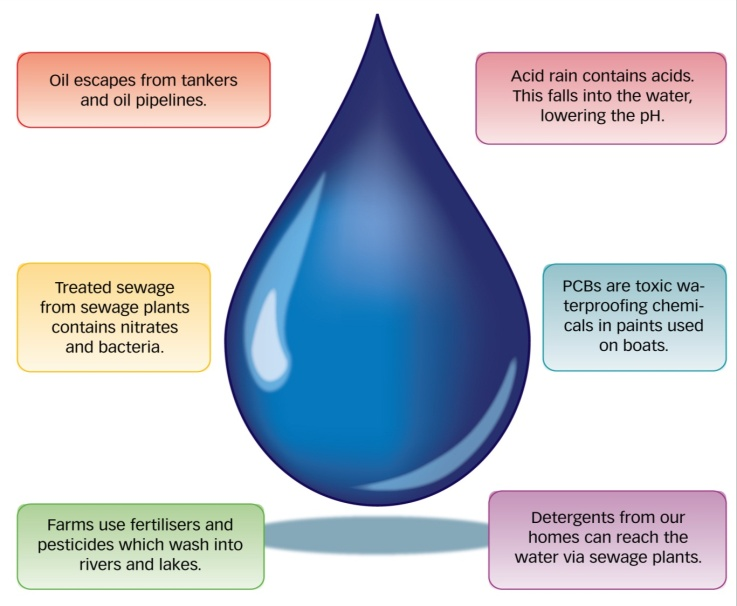 Oil escapes from tankers
and oil pipelines.
Acid rain contains acids.
This falls into the water,
lowering the pH.
Treated sewage
from sewage plants
contains nitrates
and bacteria.
PCBs are toxic wa-
terproofing chemi-
cals in paints used
on boats.
Farms use fertilisers and
pesticides which wash into
rivers and lakes.
Detergents from our
homes can reach the
water via sewage plants.